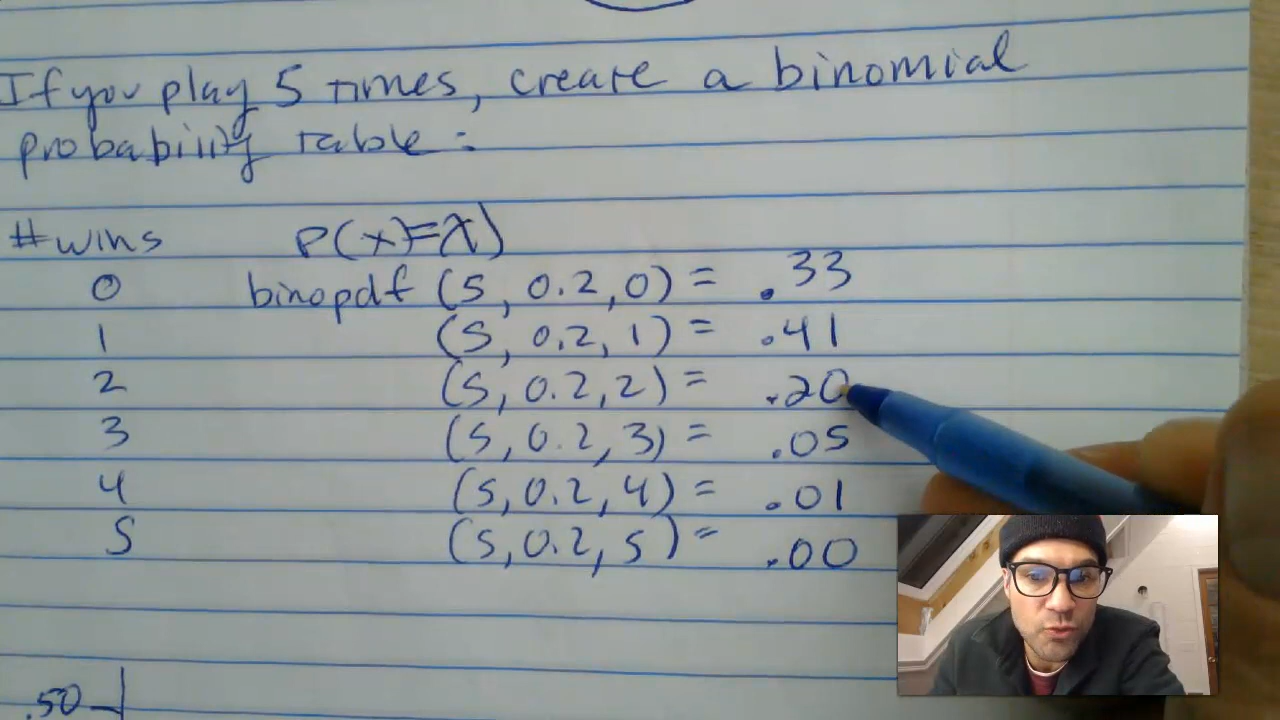 If you play 5 times, create a binomial
probability table:
#wins P(x)=x)
0 binopdf (5, 0.2, 0) = .33
1 (5, 0.2, 1) = .41
2 (5, 0.2, 2) = .20
3 (5, 0.2, 3) = .05
4 (5, 0.2, 4) = .01
5 (5, 0.2, 5) = .00
.50